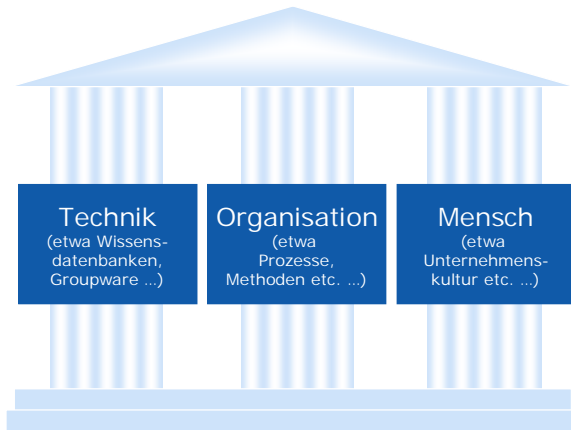 Technik
(etwa Wissens-
datenbanken,
Groupware ...)
Organisation
(etwa
Prozesse,
Methoden etc. ...)
Mensch
(etwa
Unternehmens-
kultur etc. ...)